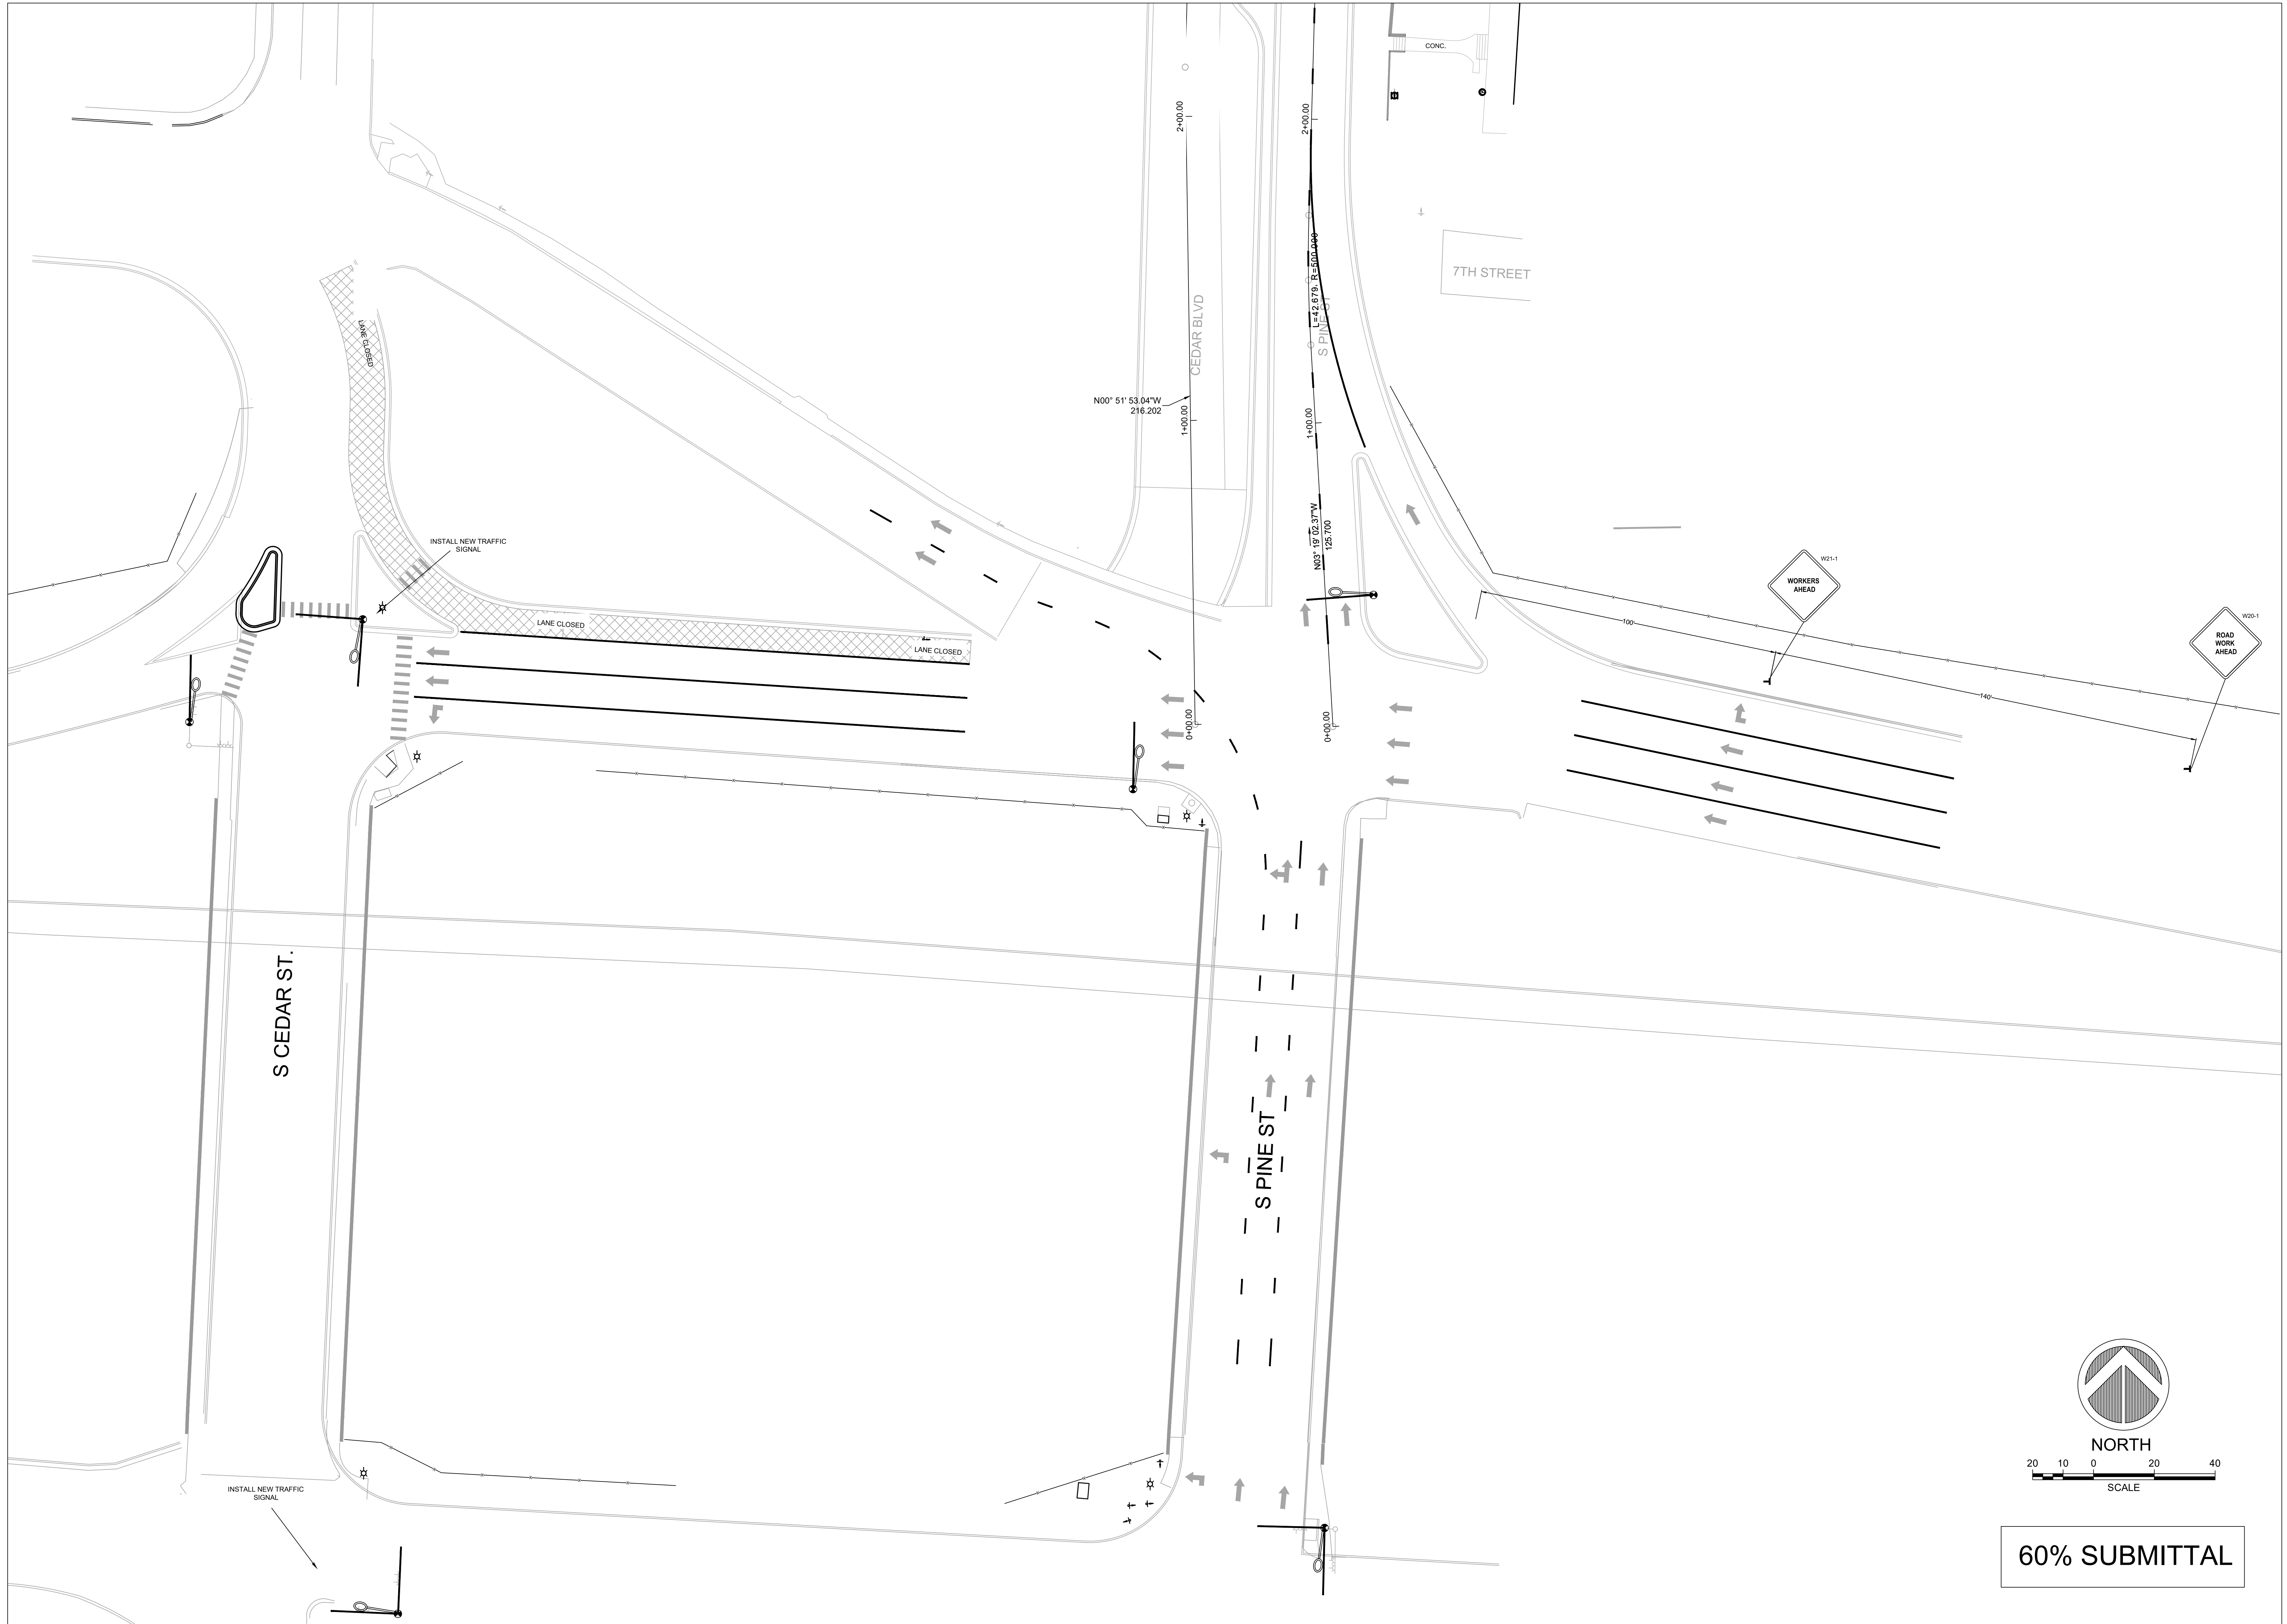 CONC.
2+00.00
2+00.00
7TH STREET
L=42.679, R=500.000
S PINE ST
CEDAR BLVD
LANE CLOSED
N00° 51' 53.04"W
216.202
1+00.00
1+00.00
N03° 19' 02.37"W
125.700
INSTALL NEW TRAFFIC
SIGNAL
W21-1
WORKERS
AHEAD
W20-1
ROAD
WORK
AHEAD
100'
140'
LANE CLOSED
LANE CLOSED
0+00.00
0+00.00
S CEDAR ST.
S PINE ST
INSTALL NEW TRAFFIC
SIGNAL
NORTH
20 10 0 20 40
SCALE
60% SUBMITTAL